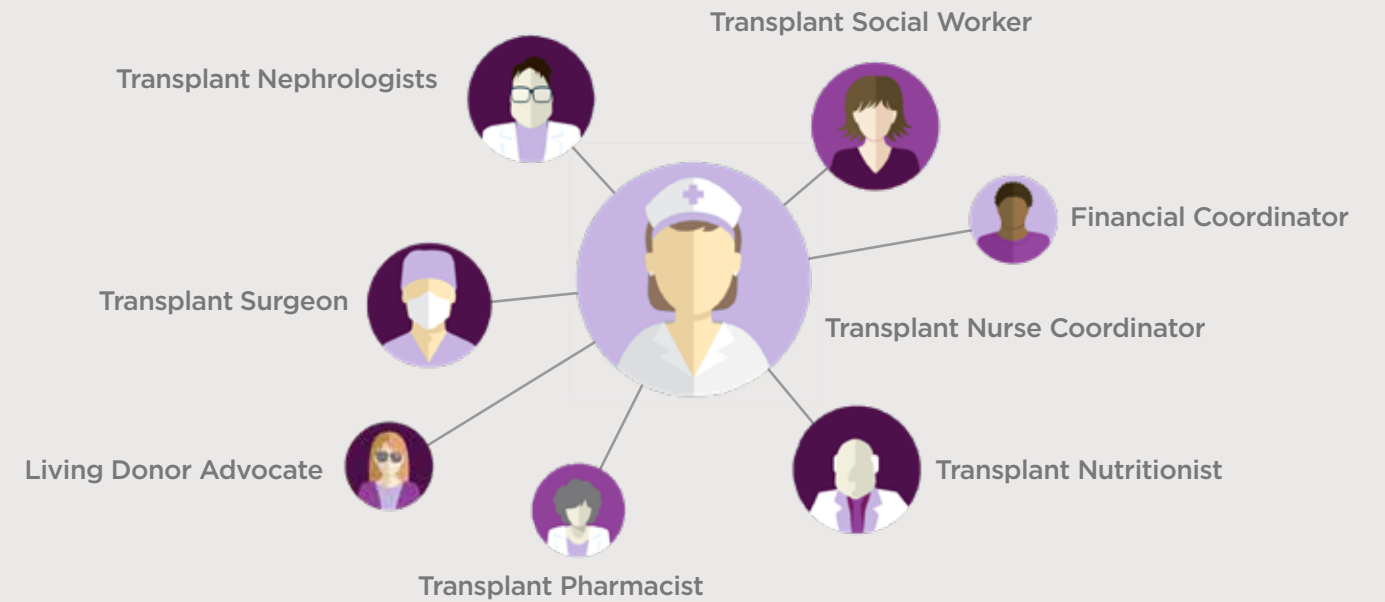 Transplant Social Worker
Transplant Nephrologists
Financial Coordinator
Transplant Surgeon
Transplant Nurse Coordinator
Living Donor Advocate
Transplant Nutritionist
Transplant Pharmacist